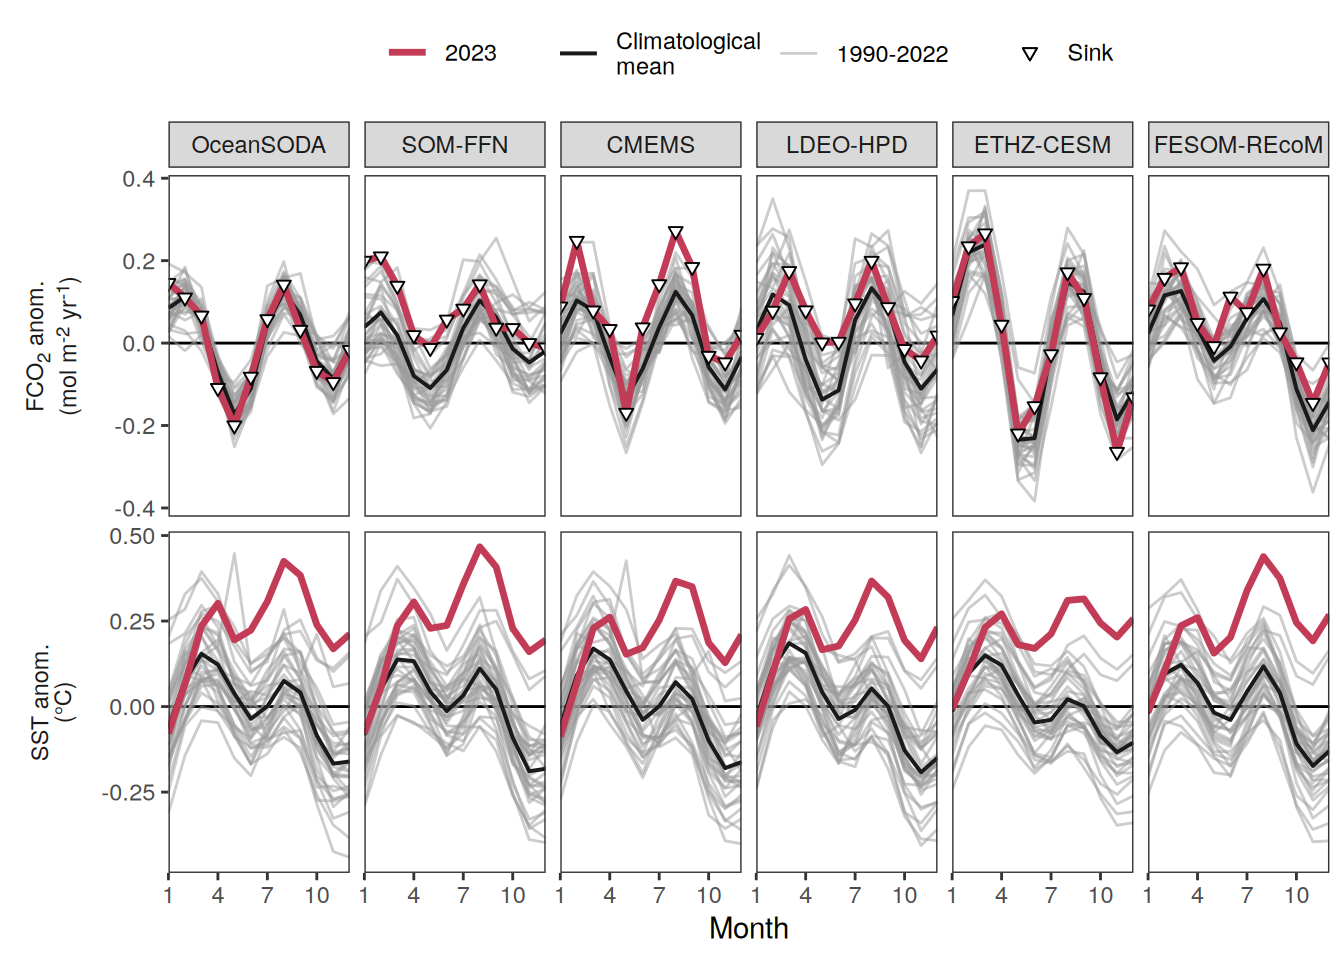 2023
Climatological
mean
1990-2022
Sink
OceanSODA
SOM-FFN
CMEMS
LDEO-HPD
ETHZ-CESM
FESOM-REcoM
FCO₂ anom.
(mol m⁻² yr⁻¹)
0.4
0.2
0.0
-0.2
-0.4
SST anom.
(°C)
0.50
0.25
0.00
-0.25
1 4 7 10
1 4 7 10
1 4 7 10
1 4 7 10
1 4 7 10
1 4 7 10
Month